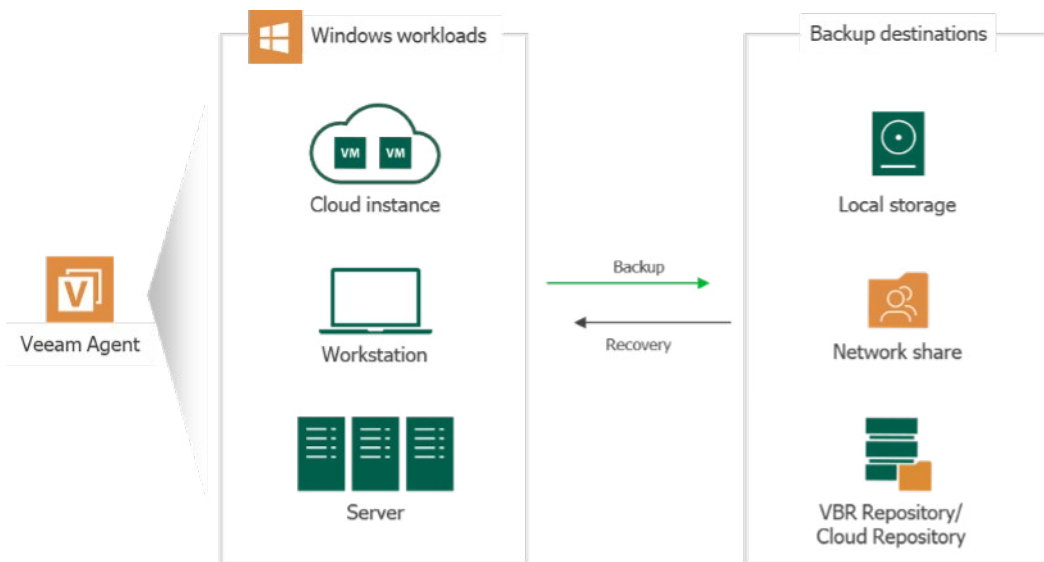 Windows workloads
Backup destinations
VM VM
Cloud instance
Local storage
Backup
V
Veeam Agent
Workstation
Recovery
Network share
Server
VBR Repository/
Cloud Repository